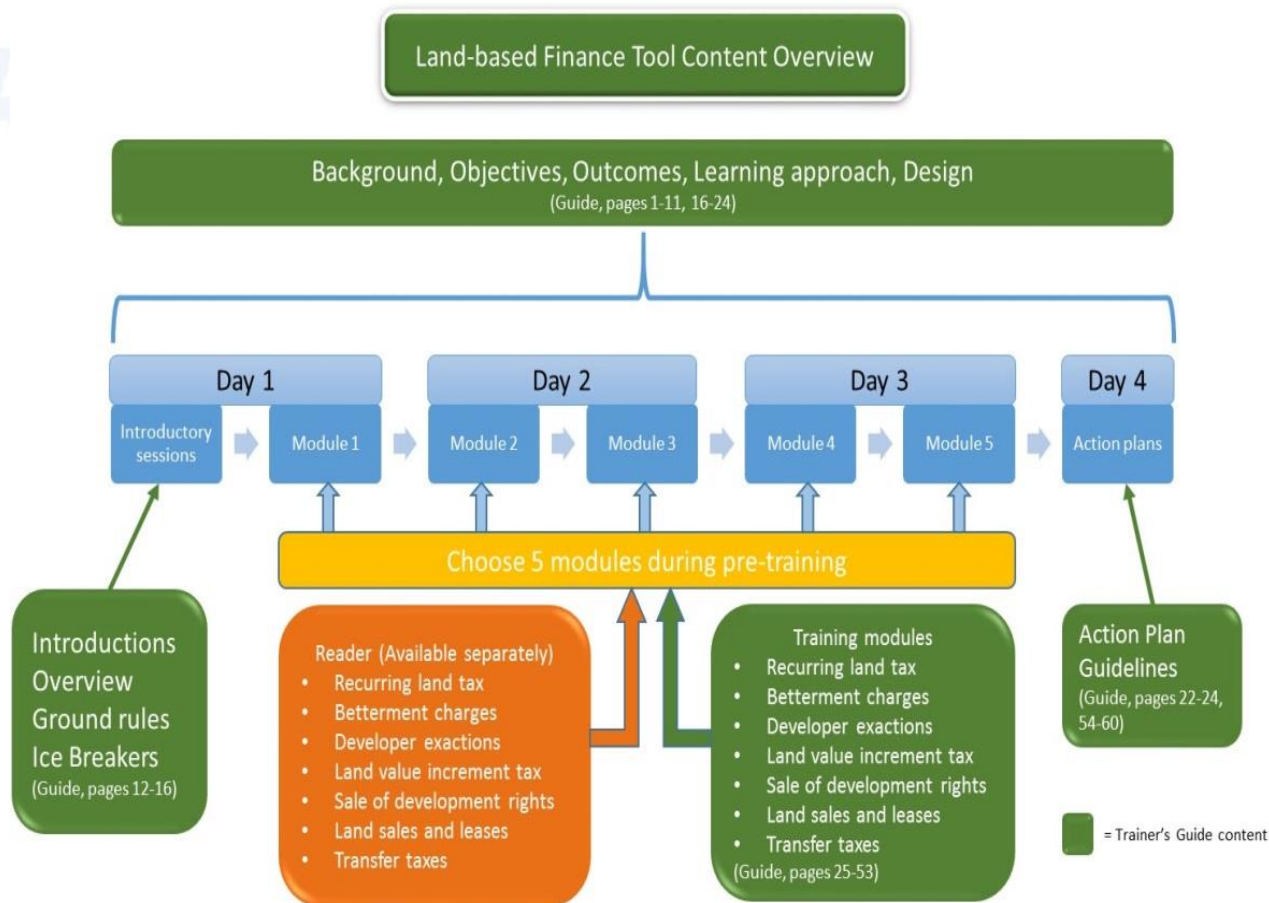 Land-based Finance Tool Content Overview
Background, Objectives, Outcomes, Learning approach, Design
(Guide, pages 1-11, 16-24)
Day 1
Day 2
Day 3
Day 4
Introductory
sessions
Module 1
Module 2
Module 3
Module 4
Module 5
Action plans
Choose 5 modules during pre-training
Introductions
Overview
Ground rules
Ice Breakers
(Guide, pages 12-16)
Reader (Available separately)
• Recurring land tax
• Betterment charges
• Developer exactions
• Land value increment tax
• Sale of development rights
• Land sales and leases
• Transfer taxes
Training modules
• Recurring land tax
• Betterment charges
• Developer exactions
• Land value increment tax
• Sale of development rights
• Land sales and leases
• Transfer taxes
(Guide, pages 25-53)
Action Plan
Guidelines
(Guide, pages 22-24,
54-60)
= Trainer's Guide content